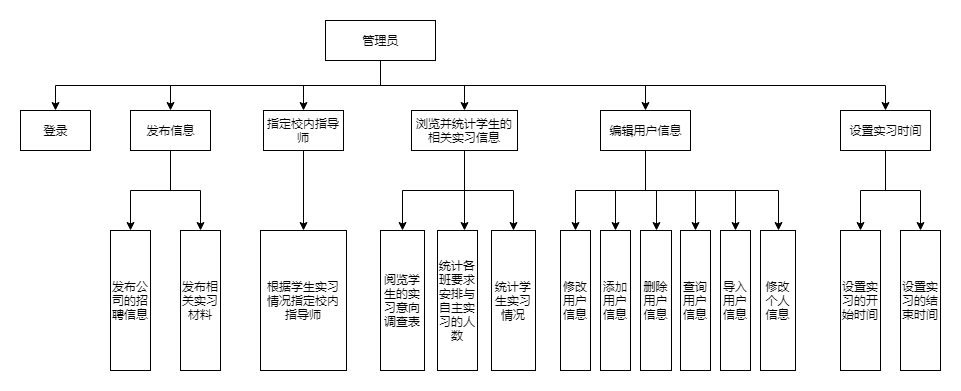 管理员
登录
发布信息
指定校内指导
师
浏览并统计学生的
相关实习信息
编辑用户信息
设置实习时间
发布公
司的招
聘信息
发布相
关实习
材料
根据学生实习
情况指定校内
指导师
阅览学
生的实
习意向
调查表
统计各
班要求
安排与
自主实
习的人
数
统计学
生实习
情况
修改
用户
信息
添加
用户
信息
删除
用户
信息
查询
用户
信息
导入
用户
信息
修改
个人
信息
设置实
习的开
始时间
设置实
习的结
束时间